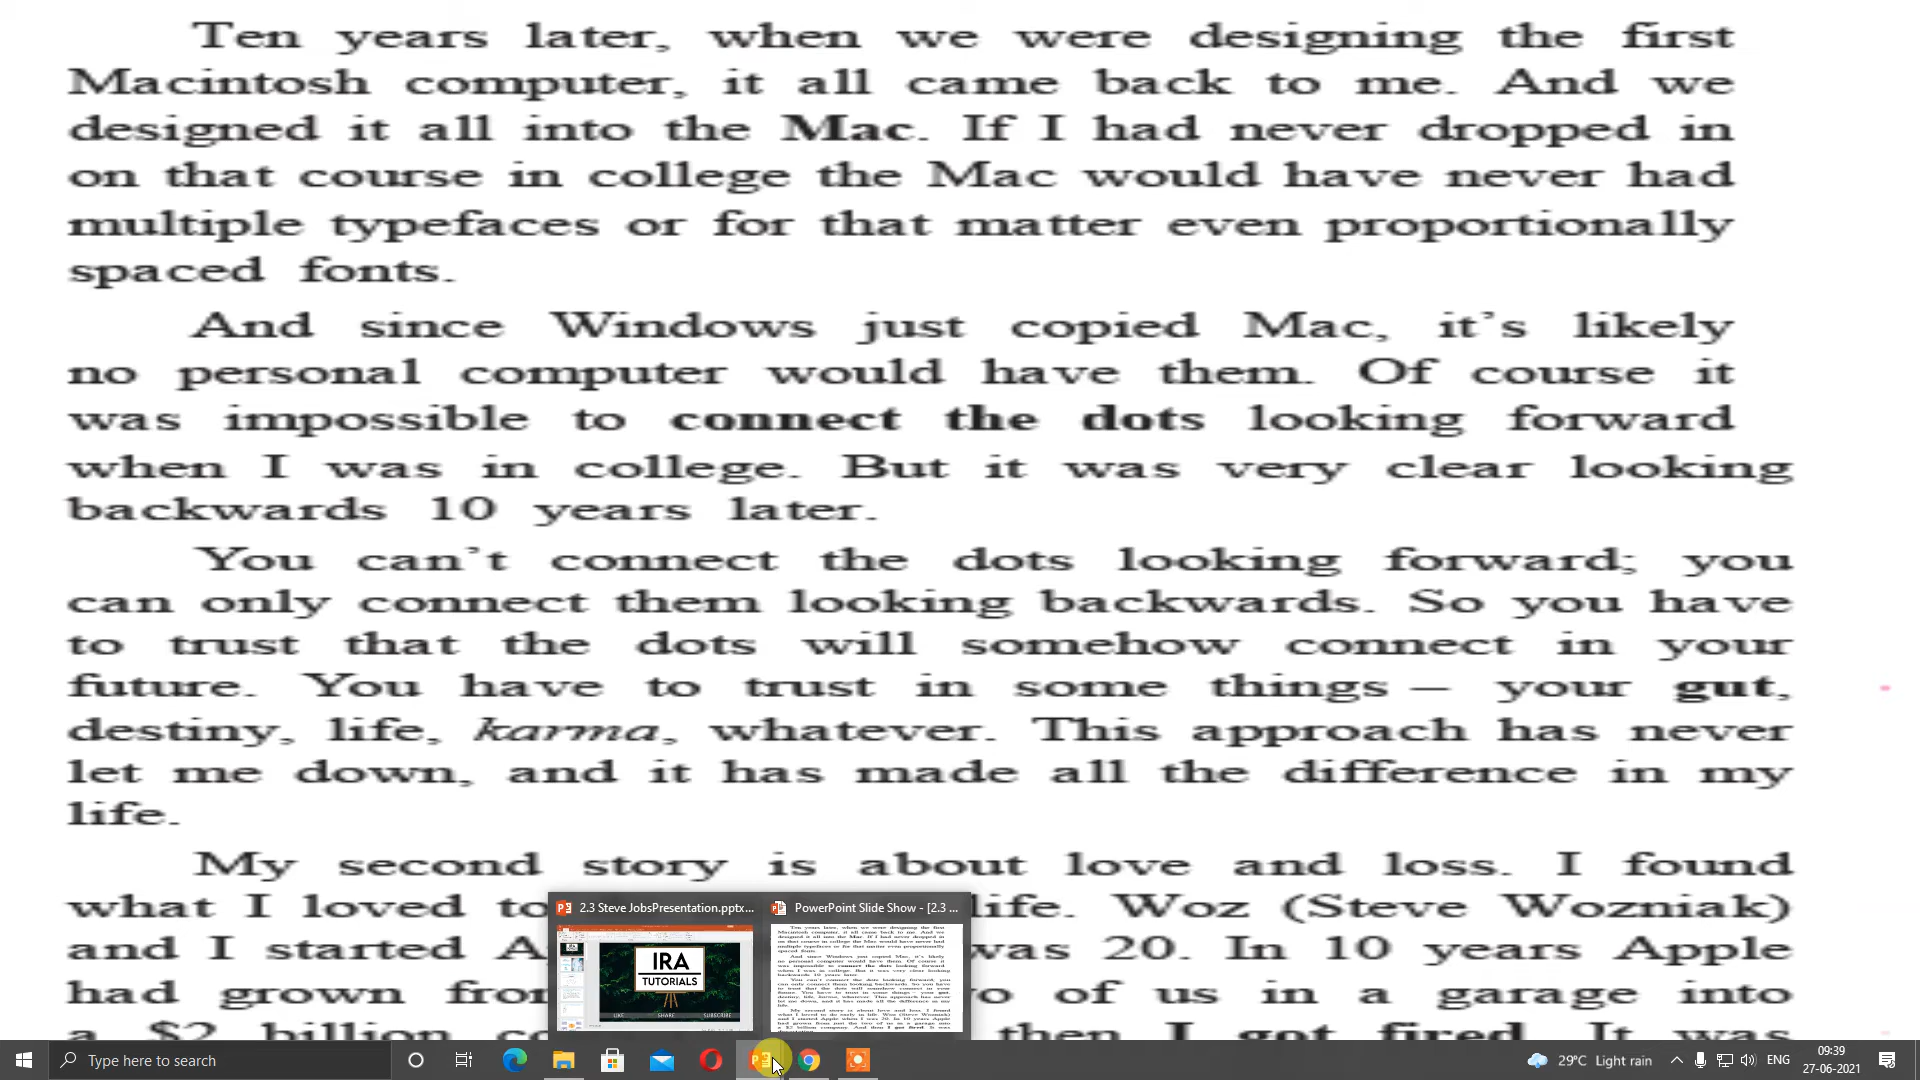 Ten years later, when we were designing the first
Macintosh computer, it all came back to me. And we
designed it all into the Mac. If I had never dropped in
on that course in college the Mac would have never had
multiple typefaces or for that matter even proportionally
spaced fonts.
And since Windows just copied Mac, it's likely
no personal computer would have them. Of course it
was impossible to connect the dots looking forward
when I was in college. But it was very clear looking
backwards 10 years later.
You can't connect the dots looking forward; you
can only connect them looking backwards. So you have
to trust that the dots will somehow connect in your
future. You have to trust in some things – your gut,
destiny, life, karma, whatever. This approach has never
let me down, and it has made all the difference in my
life.
My second story is about love and loss. I found
what I loved to life. Woz (Steve Wozniak)
and I started was 20. In 10 years Apple
had grown of us in a garage into
a $2 billion then I got fired. It was
2.3 Steve JobsPresentation.pptx...
PowerPoint Slide Show - [2.3 ...
IRA
TUTORIALS
LIKE SHARE SUBSCRIBE
Type here to search
29°C Light rain
ENG
09:39
27-06-2021